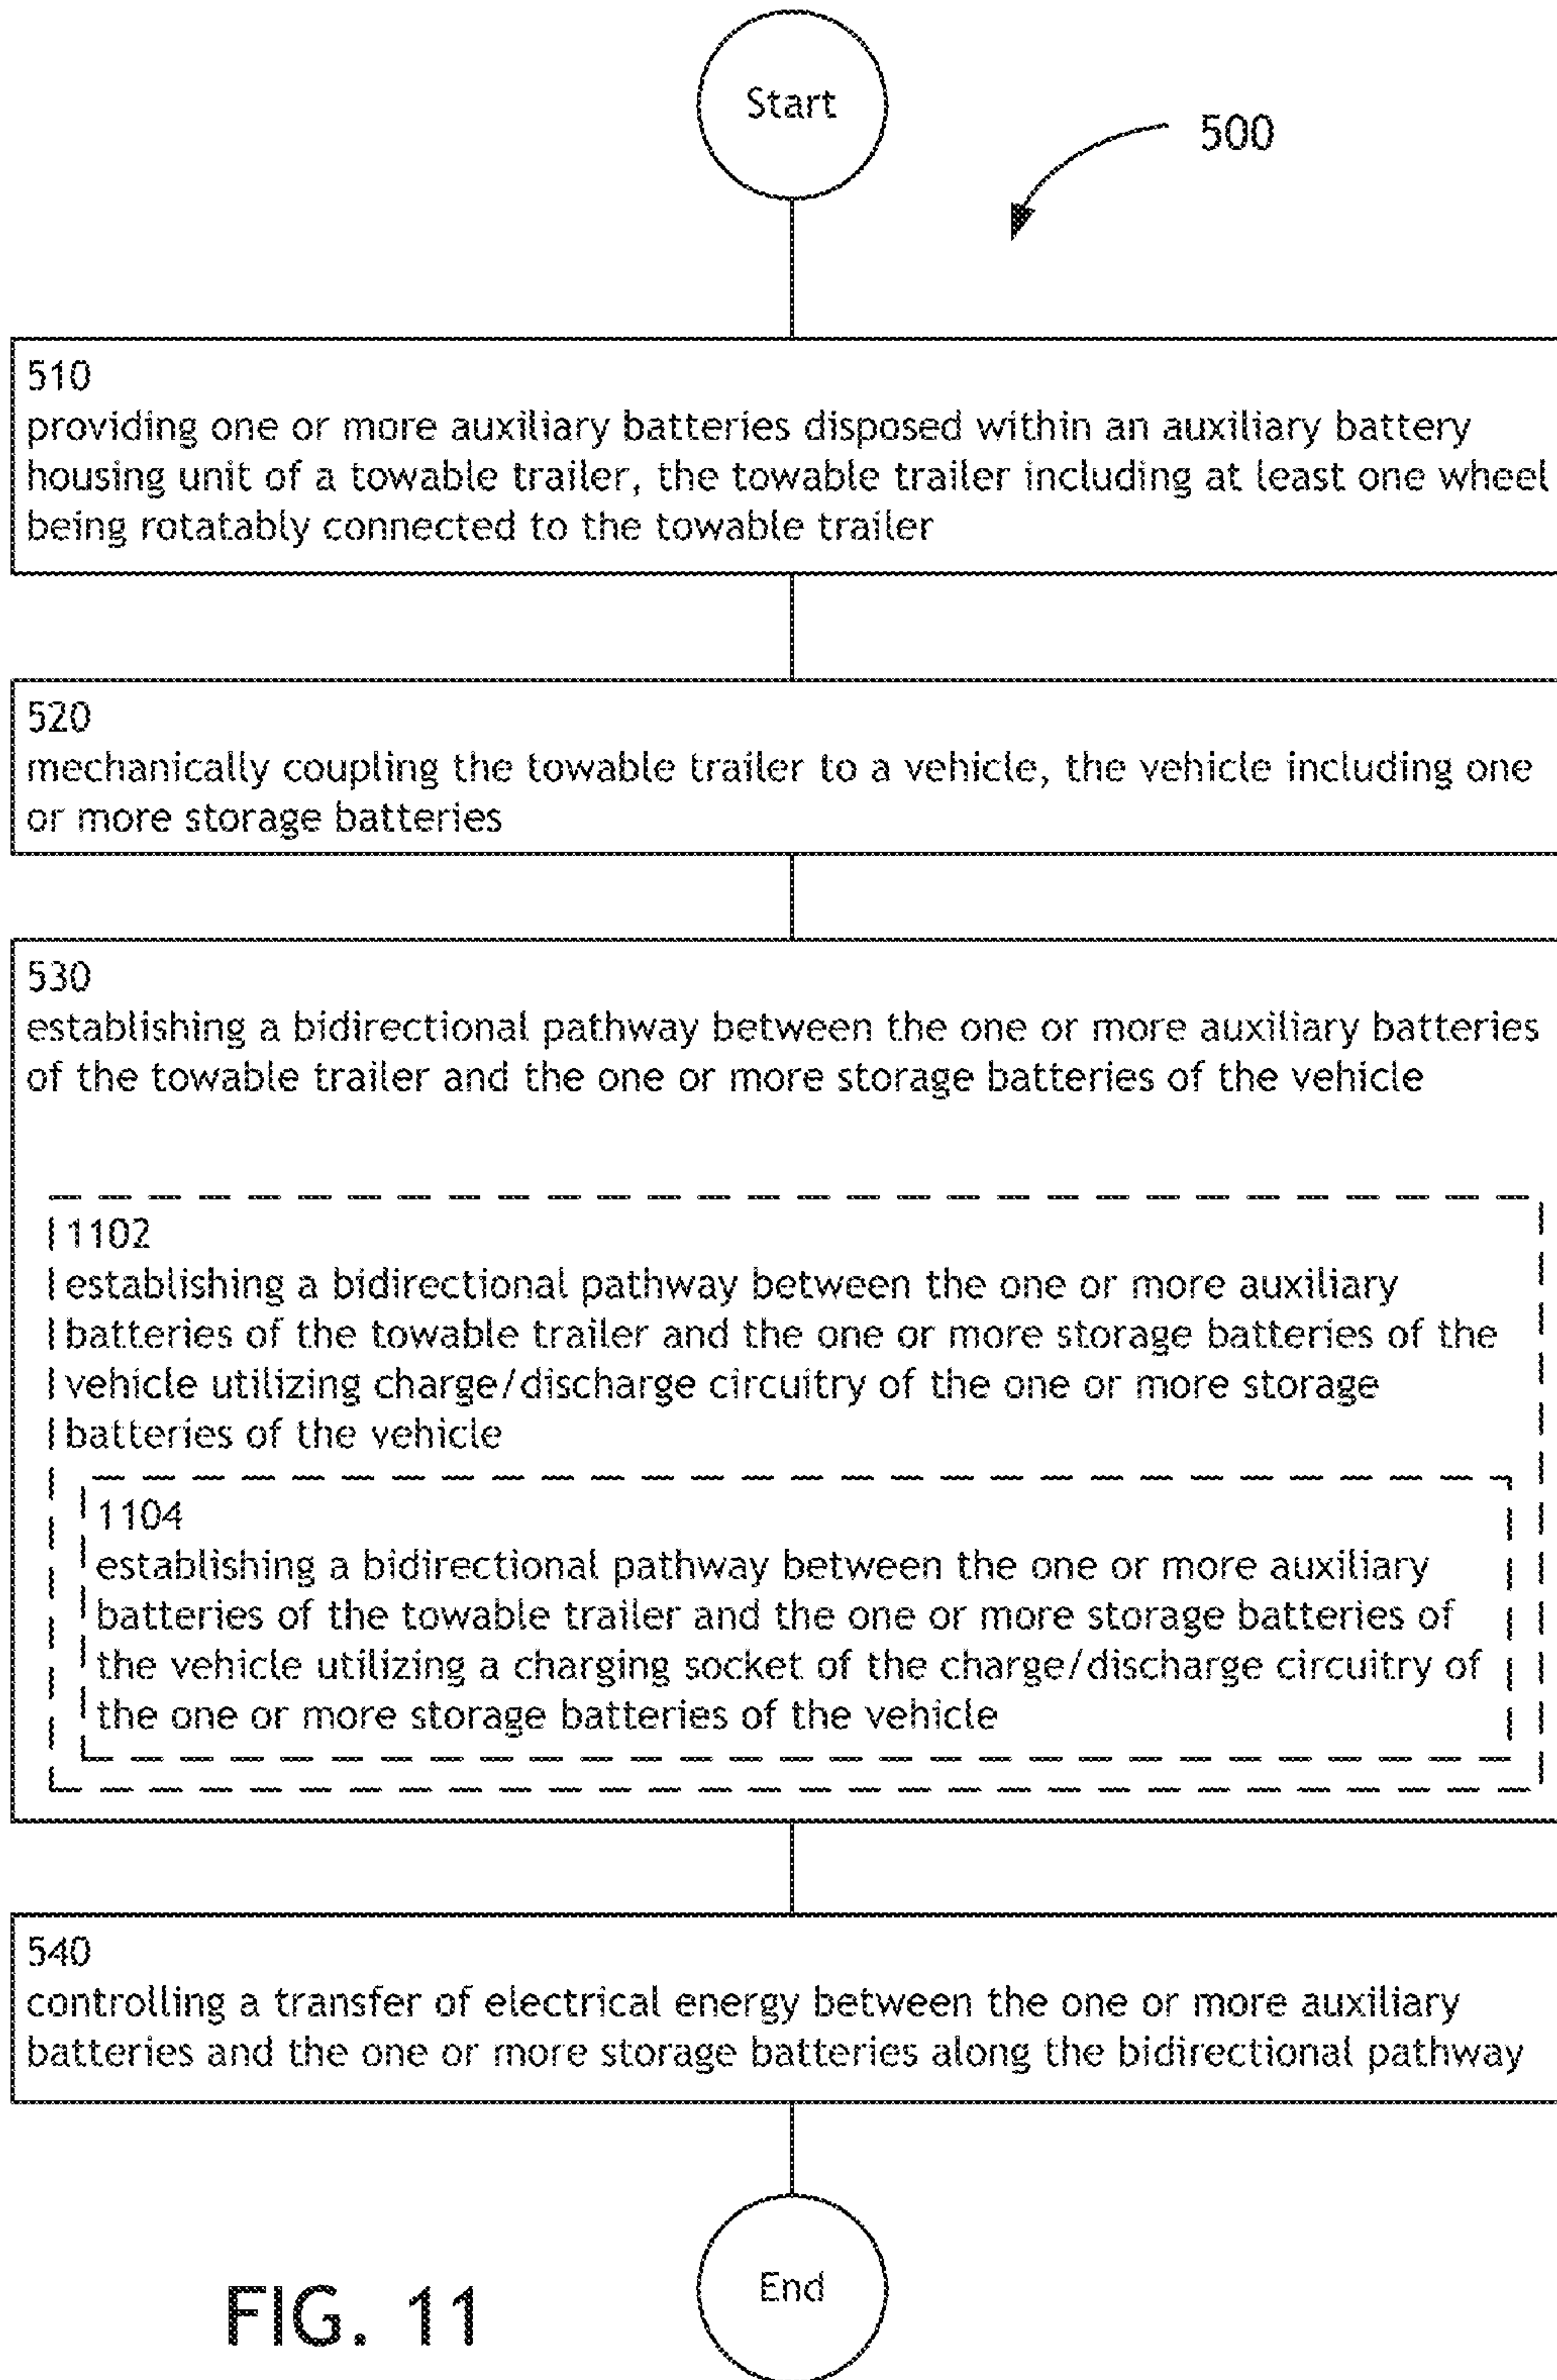 Start
500
510
providing one or more auxiliary batteries disposed within an auxiliary battery
housing unit of a towable trailer, the towable trailer including at least one wheel
being rotatably connected to the towable trailer
520
mechanically coupling the towable trailer to a vehicle, the vehicle including one
or more storage batteries
530
establishing a bidirectional pathway between the one or more auxiliary batteries
of the towable trailer and the one or more storage batteries of the vehicle
1102
establishing a bidirectional pathway between the one or more auxiliary
batteries of the towable trailer and the one or more storage batteries of the
vehicle utilizing charge/discharge circuitry of the one or more storage
batteries of the vehicle
1104
establishing a bidirectional pathway between the one or more auxiliary
batteries of the towable trailer and the one or more storage batteries of
the vehicle utilizing a charging socket of the charge/discharge circuitry of
the one or more storage batteries of the vehicle
540
controlling a transfer of electrical energy between the one or more auxiliary
batteries and the one or more storage batteries along the bidirectional pathway
End
FIG. 11